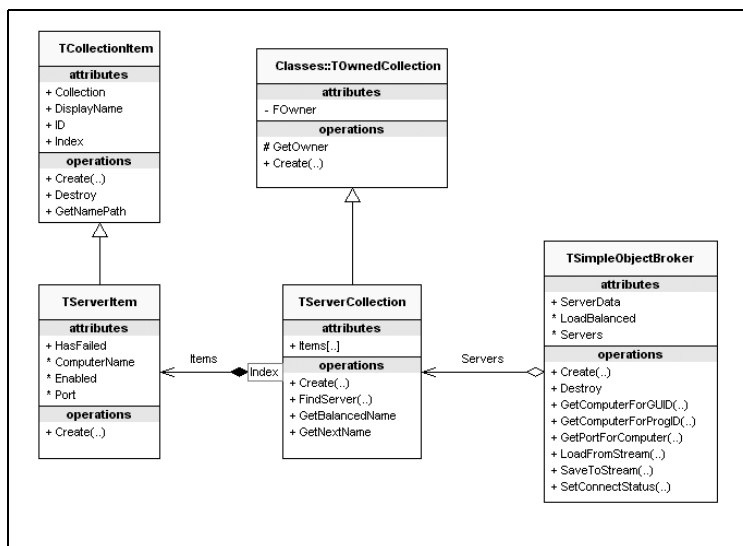 TCollectionItem
attributes
+ Collection
+ DisplayName
+ ID
+ Index
operations
+ Create(..)
+ Destroy
+ GetNamePath
Classes::TOwnedCollection
attributes
- FOwner
operations
# GetOwner
+ Create(..)
TServerItem
attributes
+ HasFailed
* ComputerName
* Enabled
* Port
operations
+ Create(..)
Items
Index
TServerCollection
attributes
+ Items[..]
operations
+ Create(..)
+ FindServer(..)
+ GetBalancedName
+ GetNextName
Servers
TSimpleObjectBroker
attributes
+ ServerData
* LoadBalanced
* Servers
operations
+ Create(..)
+ Destroy
+ GetComputerForGUID(..)
+ GetComputerForProgID(..)
+ GetPortForComputer(..)
+ LoadFromStream(..)
+ SaveToStream(..)
+ SetConnectStatus(..)